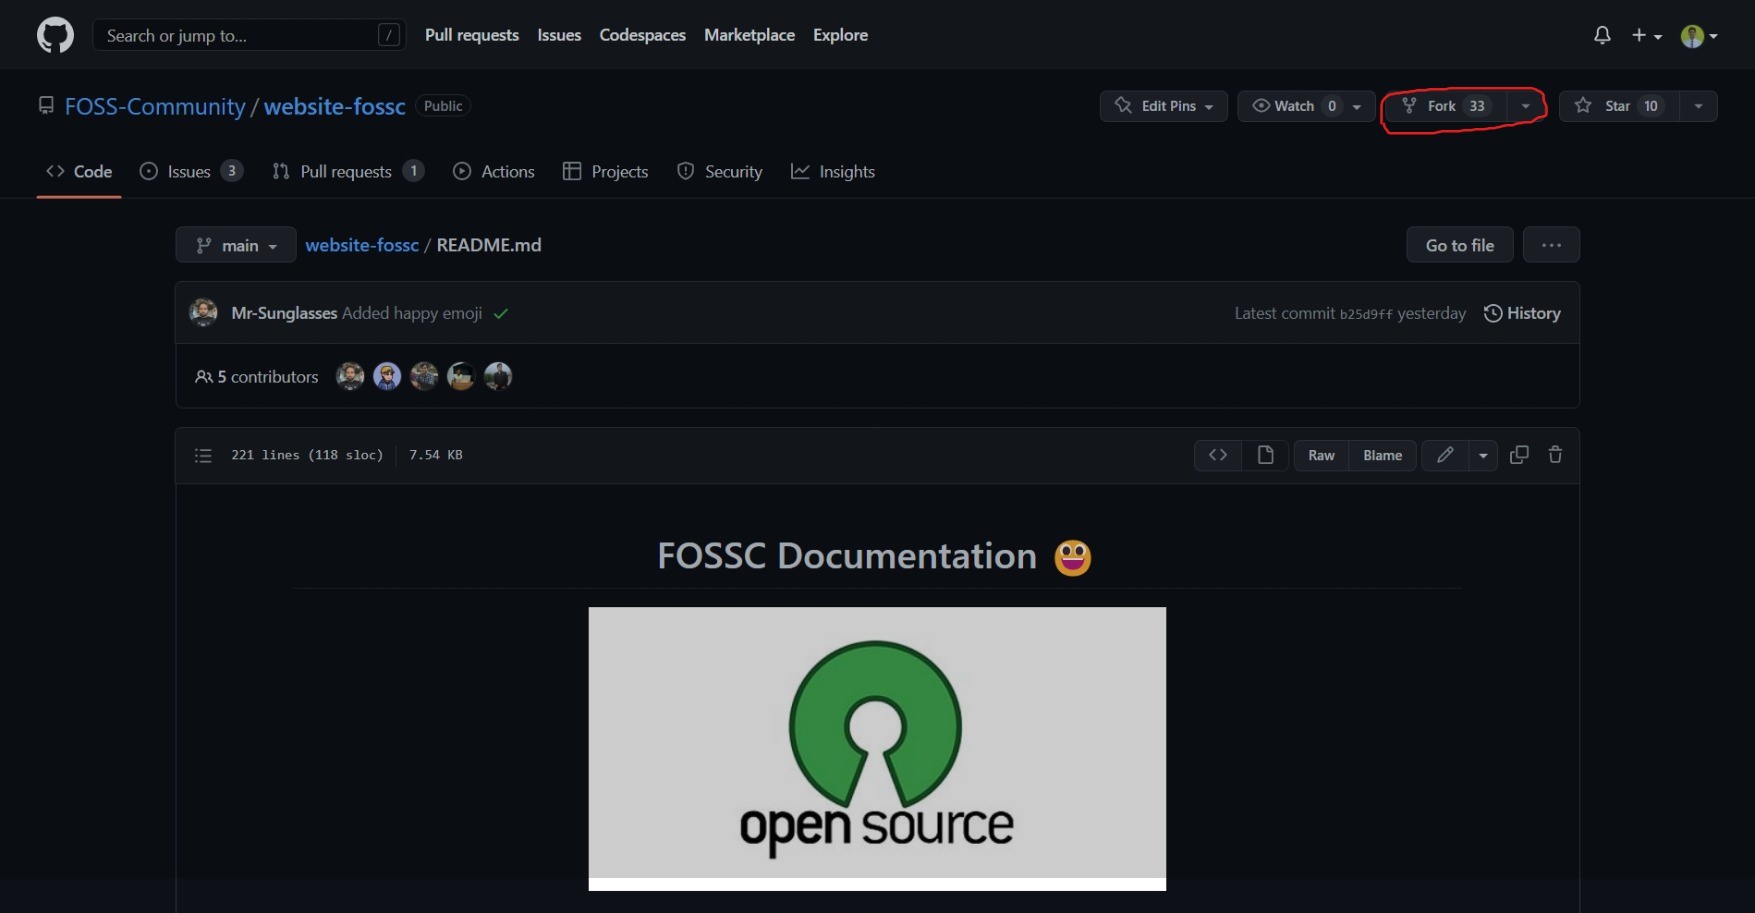 Search or jump to... / Pull requests Issues Codespaces Marketplace Explore
FOSS-Community / website-fossc Public Edit Pins Watch 0 Fork 33 Star 10
Code Issues 3 Pull requests 1 Actions Projects Security Insights
main website-fossc / README.md Go to file ...
Mr-Sunglasses Added happy emoji Latest commit b25d9ff yesterday History
5 contributors
221 lines (118 sloc) 7.54 KB <> Raw Blame
FOSSC Documentation 😃
open source